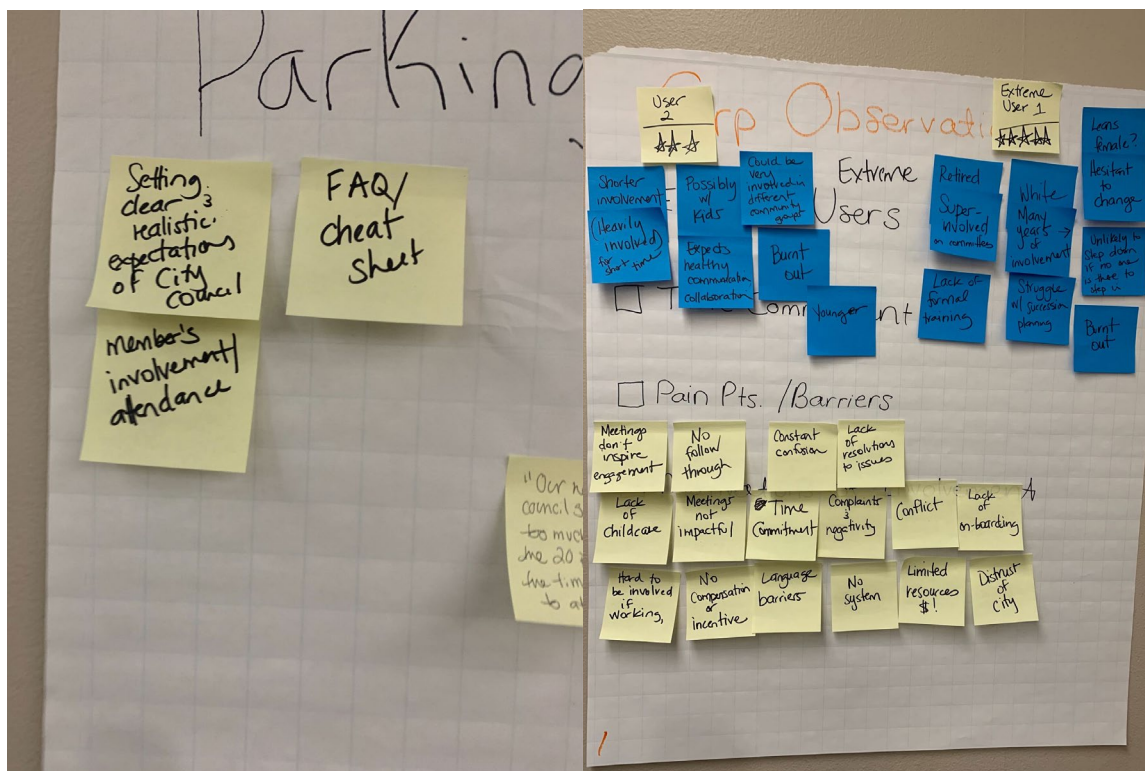 Parking
Setting
clear &
realistic
expectations
of City
Council
member's
involvement/
attendance
FAQ/
cheat
sheet
"Our n
council s
too much
the 20
free tim
to a
rp Observati
User
2
Extreme
User 1
Extreme
Users
Shorter
involvement
(Heavily
involved)
for short time
Possibly
w/
kids
Expects
healthy
communication
collaboration
Could be
very
involved in
different
community
groups
Burnt
out
Younger
Retired
Super-
involved
on committees
Lack of
formal
training
White
Many
years →
of
involvement
Struggle
w/ succession
planning
Leans
female?
Hesitant
to
change
Unlikely to
step down
if no one
is there to
step in
Burnt
out
Pain Pts. /Barriers
Meetings
don't
inspire
engagement
No
follow
through
Constant
confusion
Lack
of
resolutions
to issues
Lack
of
childcare
Meetings
not
impactful
Time
Commitment
Complaints
&
negativity
Conflict
Lack
of
on-boarding
Hard to
be involved
if
working,
No
Compensation
or
incentive
Language
barriers
No
system
Limited
resources
$!
Distrust
of
City